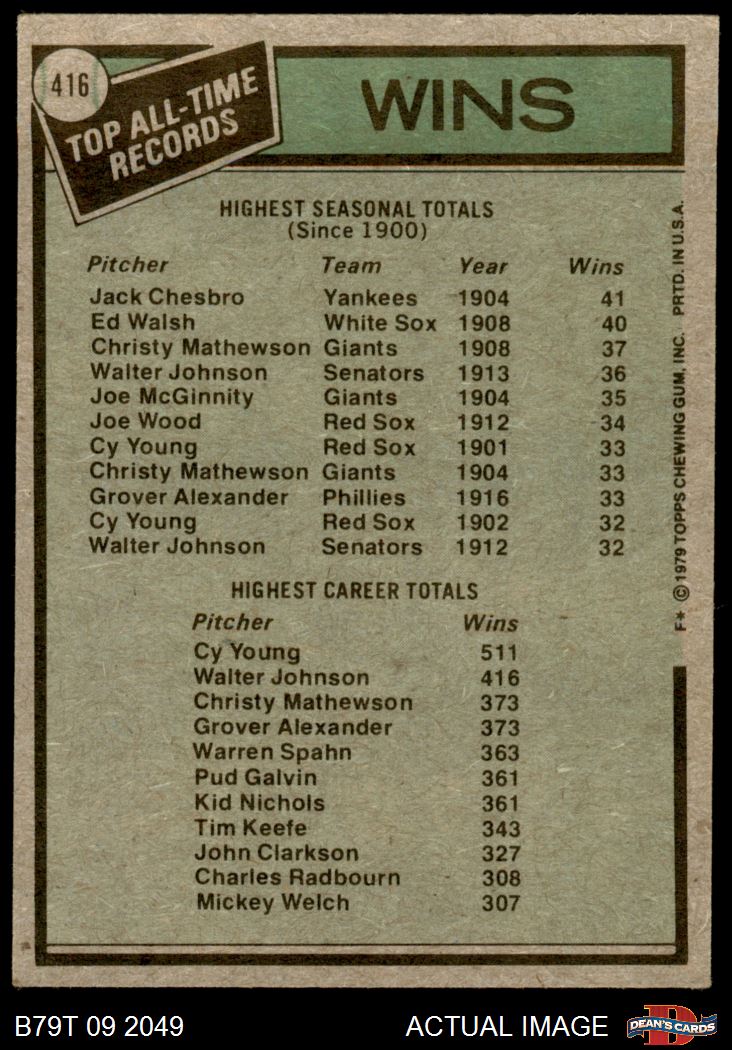 416
TOP ALL-TIME
RECORDS
WINS
HIGHEST SEASONAL TOTALS
(Since 1900)
Pitcher Team Year Wins
Jack Chesbro Yankees 1904 41
Ed Walsh White Sox 1908 40
Christy Mathewson Giants 1908 37
Walter Johnson Senators 1913 36
Joe McGinnity Giants 1904 35
Joe Wood Red Sox 1912 34
Cy Young Red Sox 1901 33
Christy Mathewson Giants 1904 33
Grover Alexander Phillies 1916 33
Cy Young Red Sox 1902 32
Walter Johnson Senators 1912 32
HIGHEST CAREER TOTALS
Pitcher Wins
Cy Young 511
Walter Johnson 416
Christy Mathewson 373
Grover Alexander 373
Warren Spahn 363
Pud Galvin 361
Kid Nichols 361
Tim Keefe 343
John Clarkson 327
Charles Radbourn 308
Mickey Welch 307
F* © 1979 TOPPS CHEWING GUM, INC. PRTD. IN U.S.A.
B79T 09 2049
ACTUAL IMAGE
D
DEAN'S CARDS